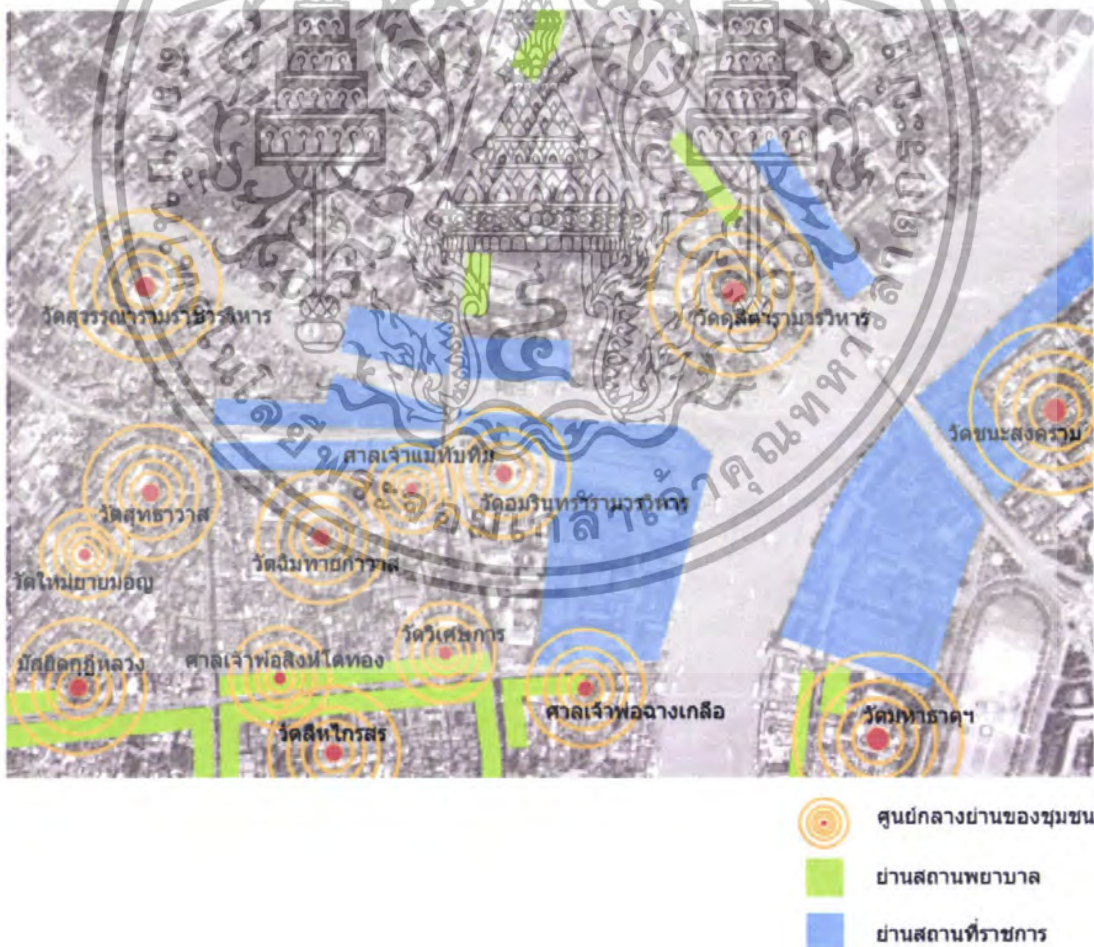 วัดสุวรรณารามราชวรวิหาร
วัดดุสิตารามวรวิหาร
วัดชนะสงคราม
ศาลเจ้าแม่ทับทิม
วัดอมรินทรารามวรวิหาร
วัดสุทธาวาส
วัดฉิมทายกาวาส
วัดใหม่ยายมอญ
วัดวิเศษการ
มัสยิดกุฎีหลวง
ศาลเจ้าพ่อสิงห์โตทอง
ศาลเจ้าพ่อฉางเกลือ
วัดมหาธาตุฯ
วัดสีหไกรสร
ศูนย์กลางย่านของชุมชน
ย่านสถานพยาบาล
ย่านสถานที่ราชการ